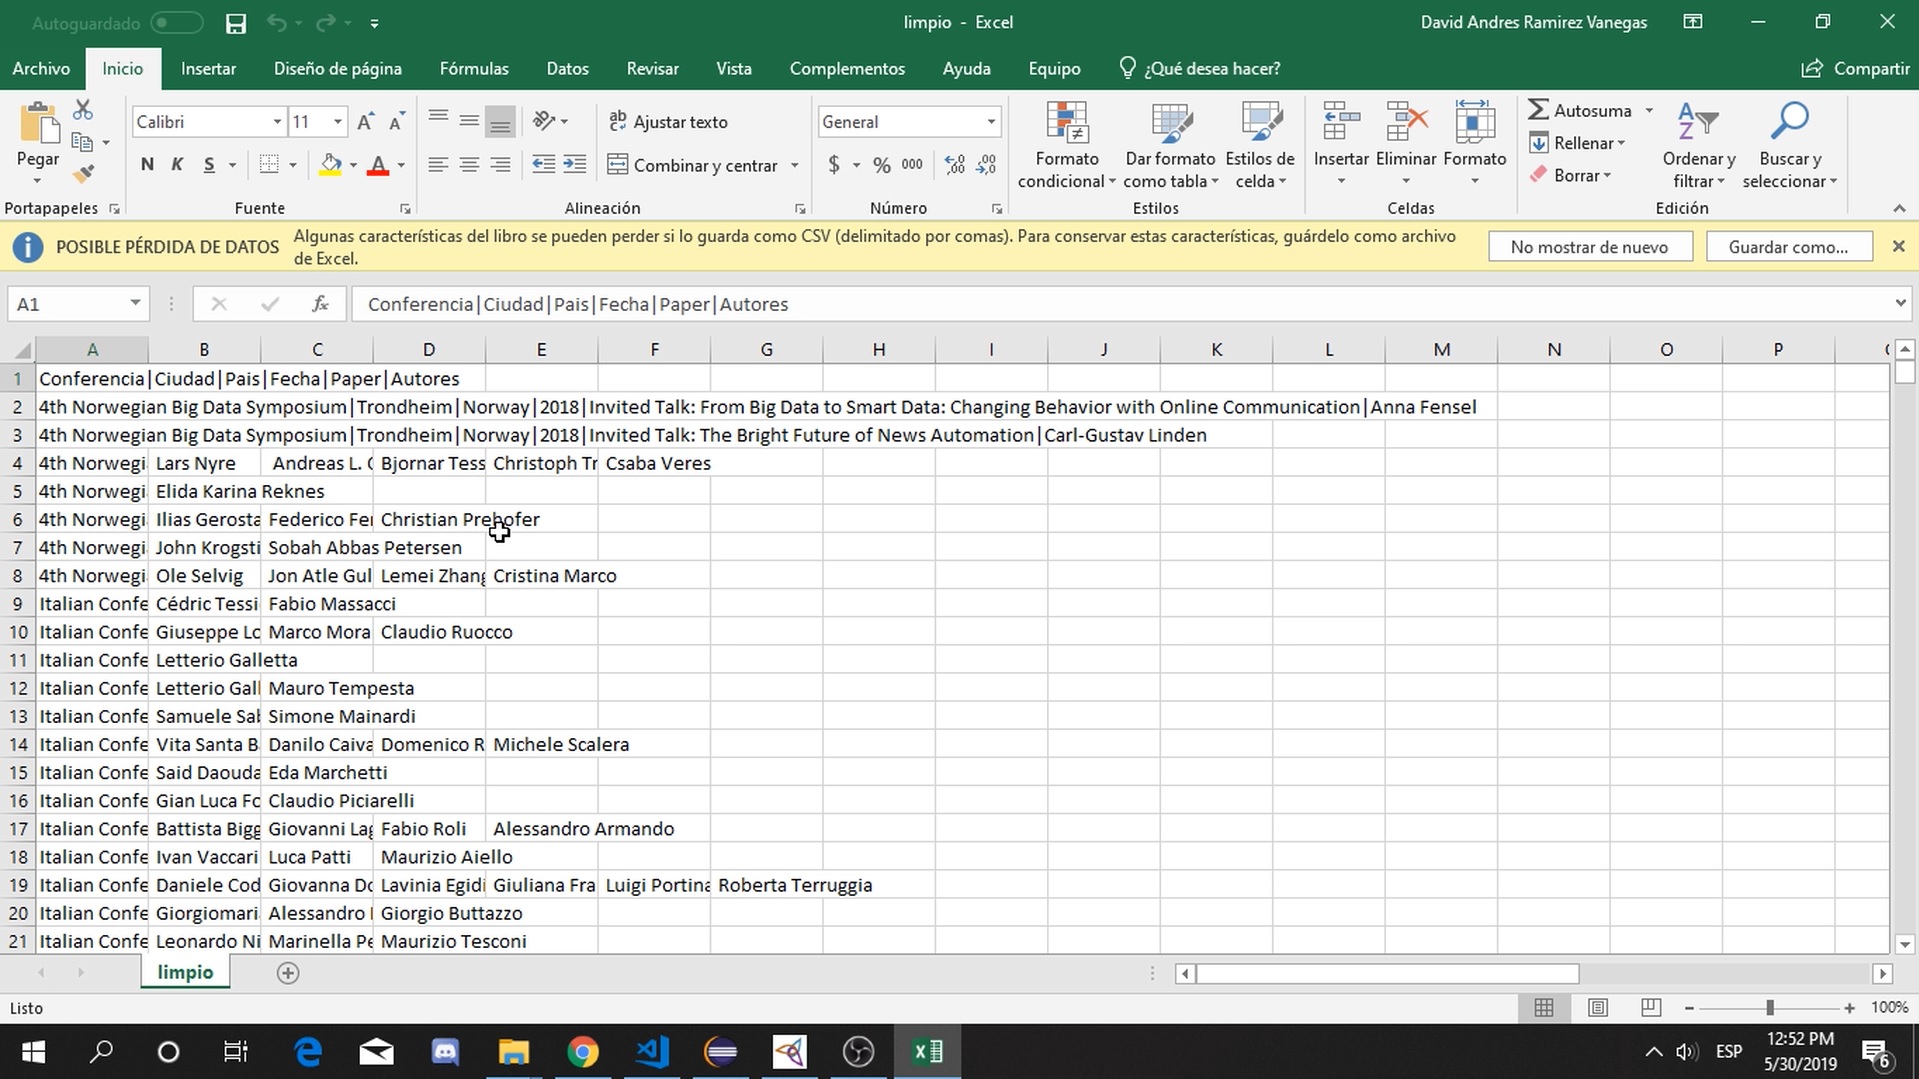 Autoguardado
limpio - Excel
David Andres Ramirez Vanegas
Archivo Inicio Insertar Diseño de página Fórmulas Datos Revisar Vista Complementos Ayuda Equipo ¿Qué desea hacer? Compartir
Pegar
Portapapeles
Calibri 11
N K S
Fuente
Ajustar texto
Combinar y centrar
Alineación
General
$ % 000
Número
Formato condicional
Dar formato como tabla
Estilos de celda
Estilos
Insertar Eliminar Formato
Celdas
Autosuma
Rellenar
Borrar
Ordenar y filtrar
Buscar y seleccionar
Edición
POSIBLE PÉRDIDA DE DATOS
Algunas características del libro se pueden perder si lo guarda como CSV (delimitado por comas). Para conservar estas características, guárdelo como archivo
de Excel.
No mostrar de nuevo
Guardar como...
A1
fx
Conferencia|Ciudad|Pais|Fecha|Paper|Autores
A B C D E F G H I J K L M N O P
1 Conferencia|Ciudad|Pais|Fecha|Paper|Autores
2 4th Norwegian Big Data Symposium|Trondheim|Norway|2018|Invited Talk: From Big Data to Smart Data: Changing Behavior with Online Communication|Anna Fensel
3 4th Norwegian Big Data Symposium|Trondheim|Norway|2018|Invited Talk: The Bright Future of News Automation|Carl-Gustav Linden
4 4th Norwegi Lars Nyre Andreas L. Bjornar Tess Christoph Tr Csaba Veres
5 4th Norwegi Elida Karina Reknes
6 4th Norwegi Ilias Gerosta Federico Fer Christian Prehofer
7 4th Norwegi John Krogsti Sobah Abbas Petersen
8 4th Norwegi Ole Selvig Jon Atle Gul Lemei Zhang Cristina Marco
9 Italian Confe Cédric Tessi Fabio Massacci
10 Italian Confe Giuseppe Lo Marco Mora Claudio Ruocco
11 Italian Confe Letterio Galletta
12 Italian Confe Letterio Gall Mauro Tempesta
13 Italian Confe Samuele Sab Simone Mainardi
14 Italian Confe Vita Santa B Danilo Caiva Domenico R Michele Scalera
15 Italian Confe Said Daouda Eda Marchetti
16 Italian Confe Gian Luca Fo Claudio Piciarelli
17 Italian Confe Battista Bigg Giovanni Lag Fabio Roli Alessandro Armando
18 Italian Confe Ivan Vaccari Luca Patti Maurizio Aiello
19 Italian Confe Daniele Cod Giovanna Do Lavinia Egidi Giuliana Fra Luigi Portina Roberta Terruggia
20 Italian Confe Giorgiomari Alessandro Giorgio Buttazzo
21 Italian Confe Leonardo Ni Marinella Pe Maurizio Tesconi
limpio
Listo
100%
ESP
12:52 PM
5/30/2019
6